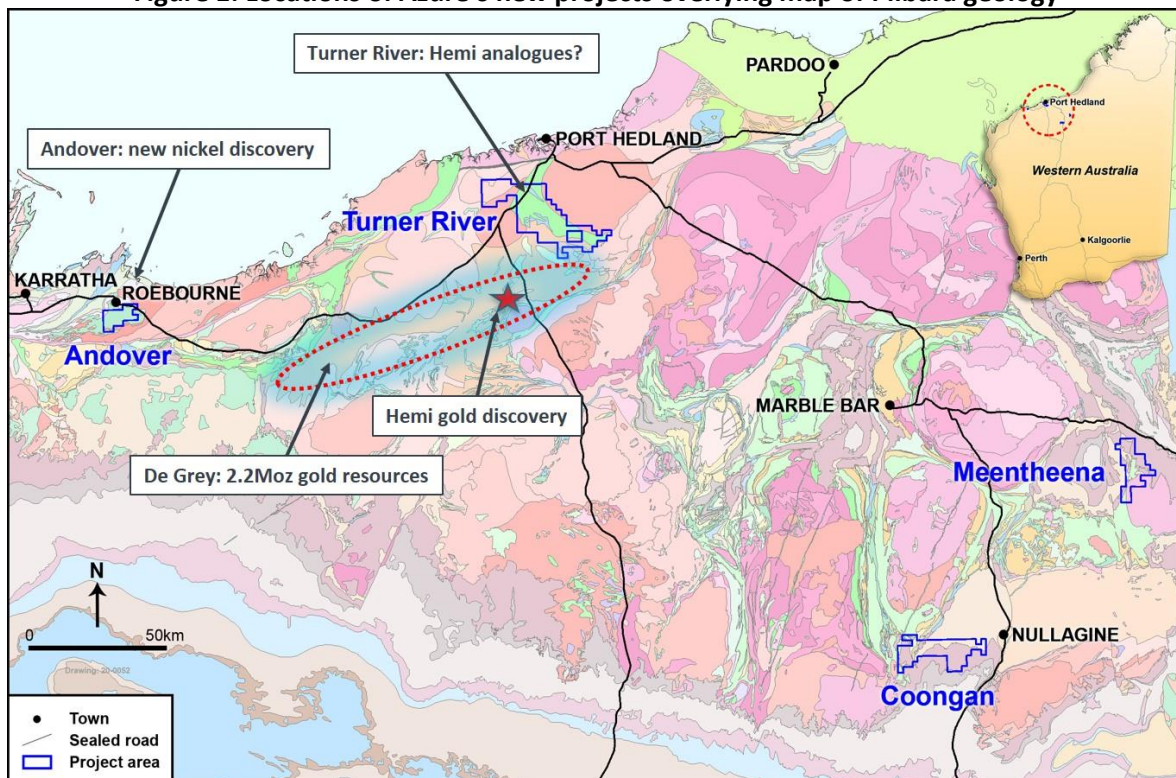 Turner River: Hemi analogues?
PARDOO
Port Hedland
Andover: new nickel discovery
PORT HEDLAND
Western Australia
Turner River
Kalgoorlie
Perth
KARRATHA
ROEBOURNE
Andover
Hemi gold discovery
MARBLE BAR
De Grey: 2.2Moz gold resources
Meentheena
N
0 50km
NULLAGINE
Drawing: 20-0052
Coongan
Town
Sealed road
Project area